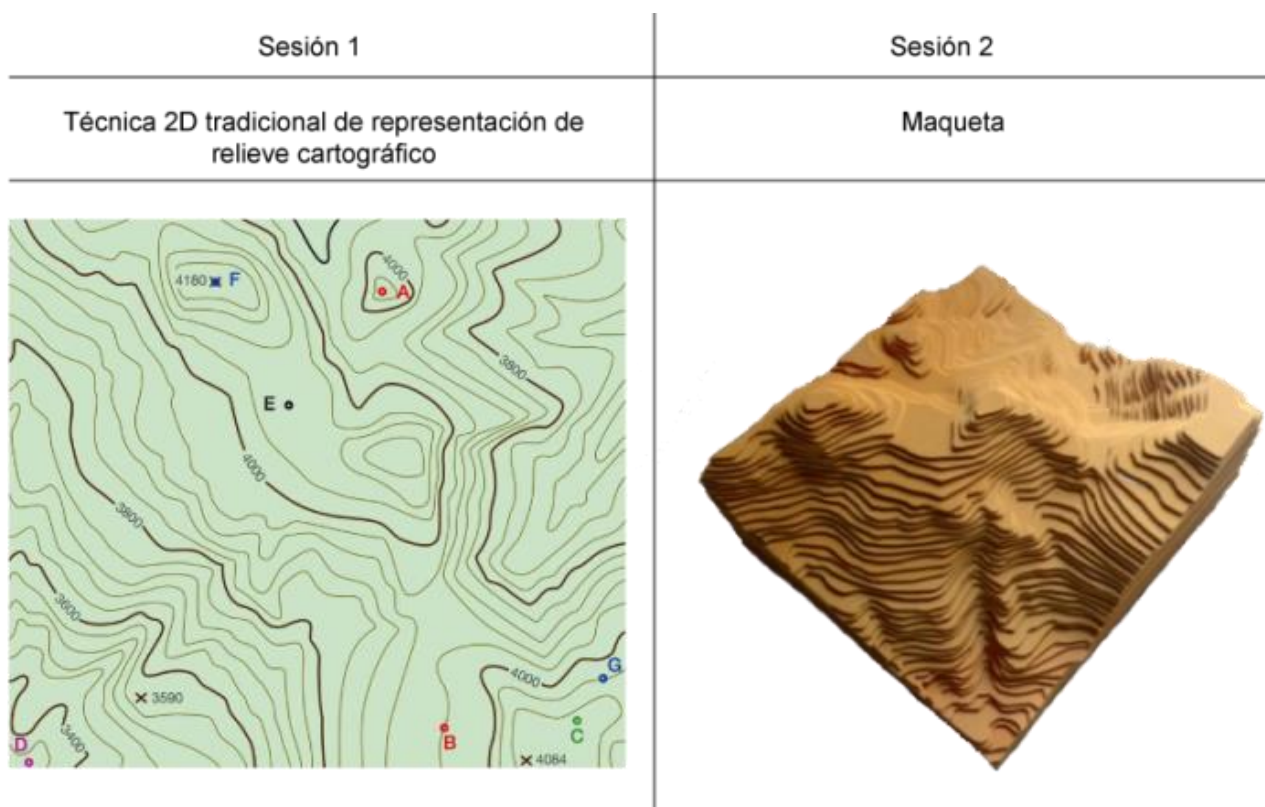 Sesión 1
Sesión 2
Técnica 2D tradicional de representación de
relieve cartográfico
Maqueta
4180
F
4000
A
3800
E
4000
3800
3600
3590
G
4000
D
3400
B
C
4084